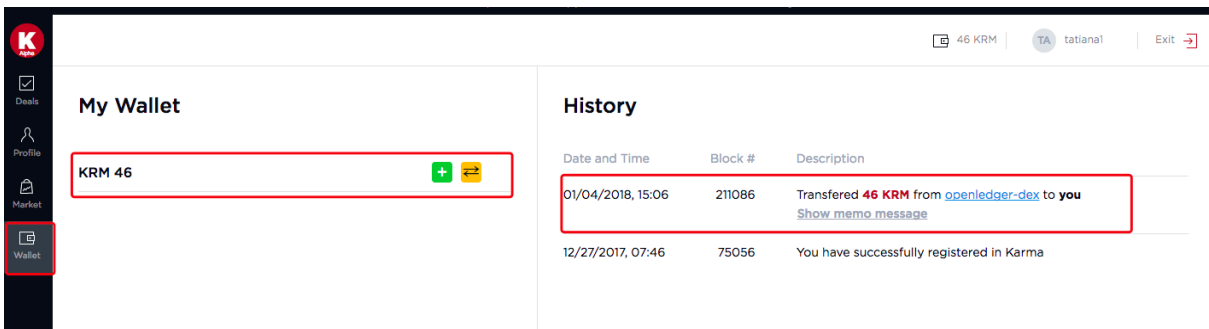 K
Alpha
46 KRM
TA
tatiana1
Exit
Deals
Profile
Market
Wallet
My Wallet
KRM 46
History
Date and Time Block # Description
01/04/2018, 15:06 211086 Transfered 46 KRM from openledger-dex to you
Show memo message
12/27/2017, 07:46 75056 You have successfully registered in Karma